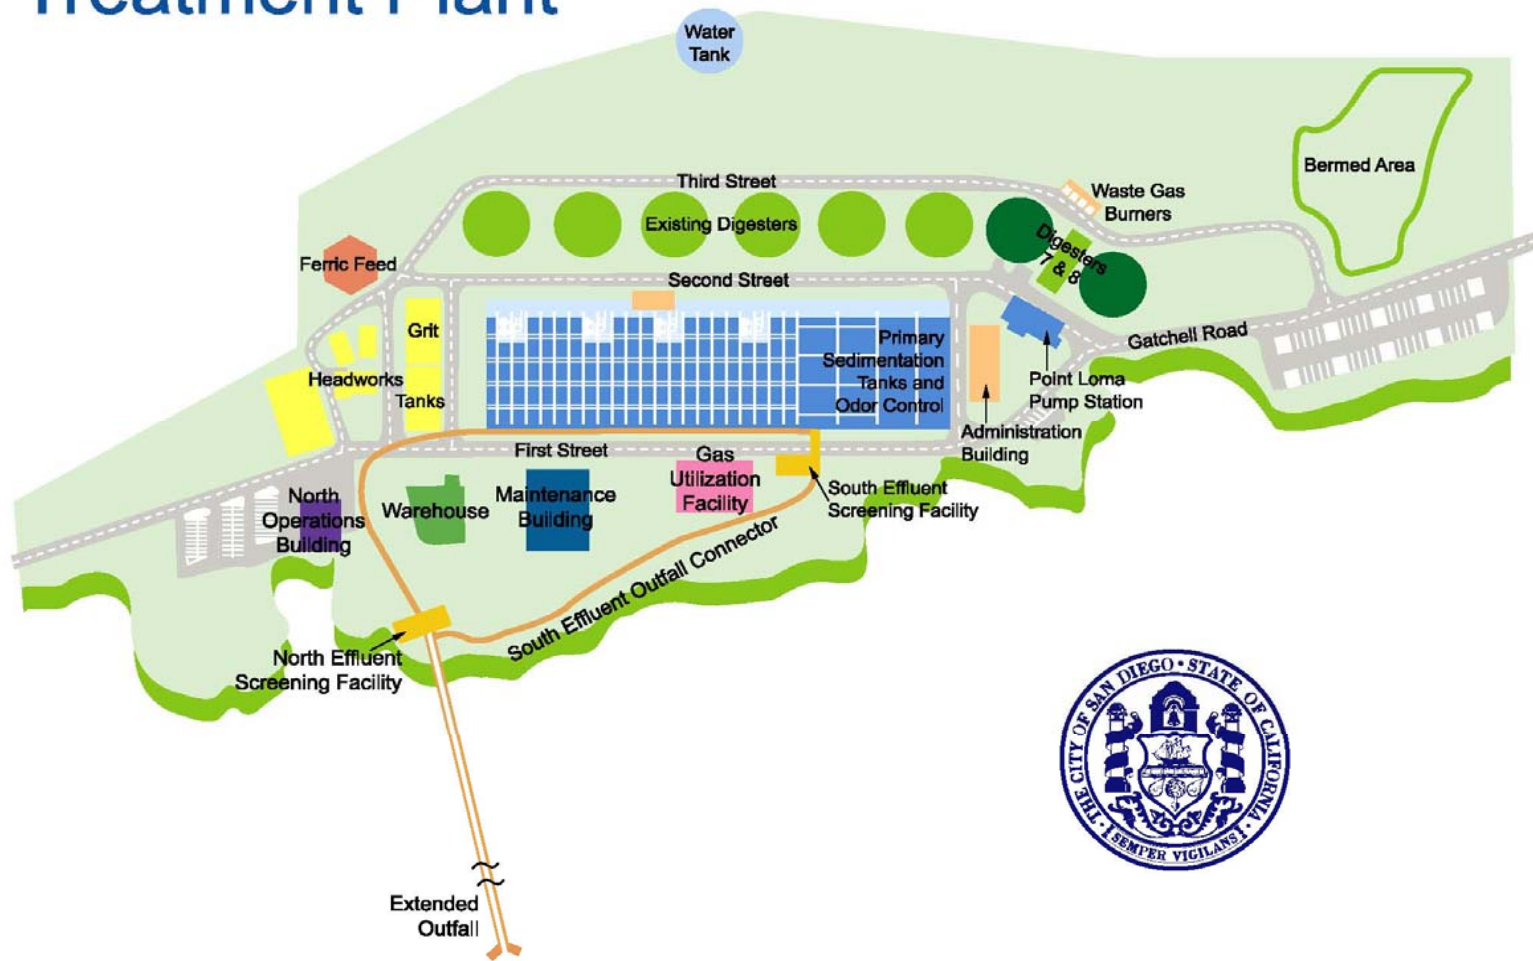 Treatment Plant
Water
Tank
Bermed Area
Third Street
Waste Gas
Burners
Existing Digesters
Digesters
7 & 8
Ferric Feed
Second Street
Grit
Tanks
Headworks
Primary
Sedimentation
Tanks and
Odor Control
Gatchell Road
Point Loma
Pump Station
Administration
Building
First Street
Gas
Utilization
Facility
South Effluent
Screening Facility
Maintenance
Building
Warehouse
North
Operations
Building
South Effluent Outfall Connector
North Effluent
Screening Facility
Extended
Outfall
THE CITY OF SAN DIEGO • STATE OF CALIFORNIA
SEMPER VIGILANS